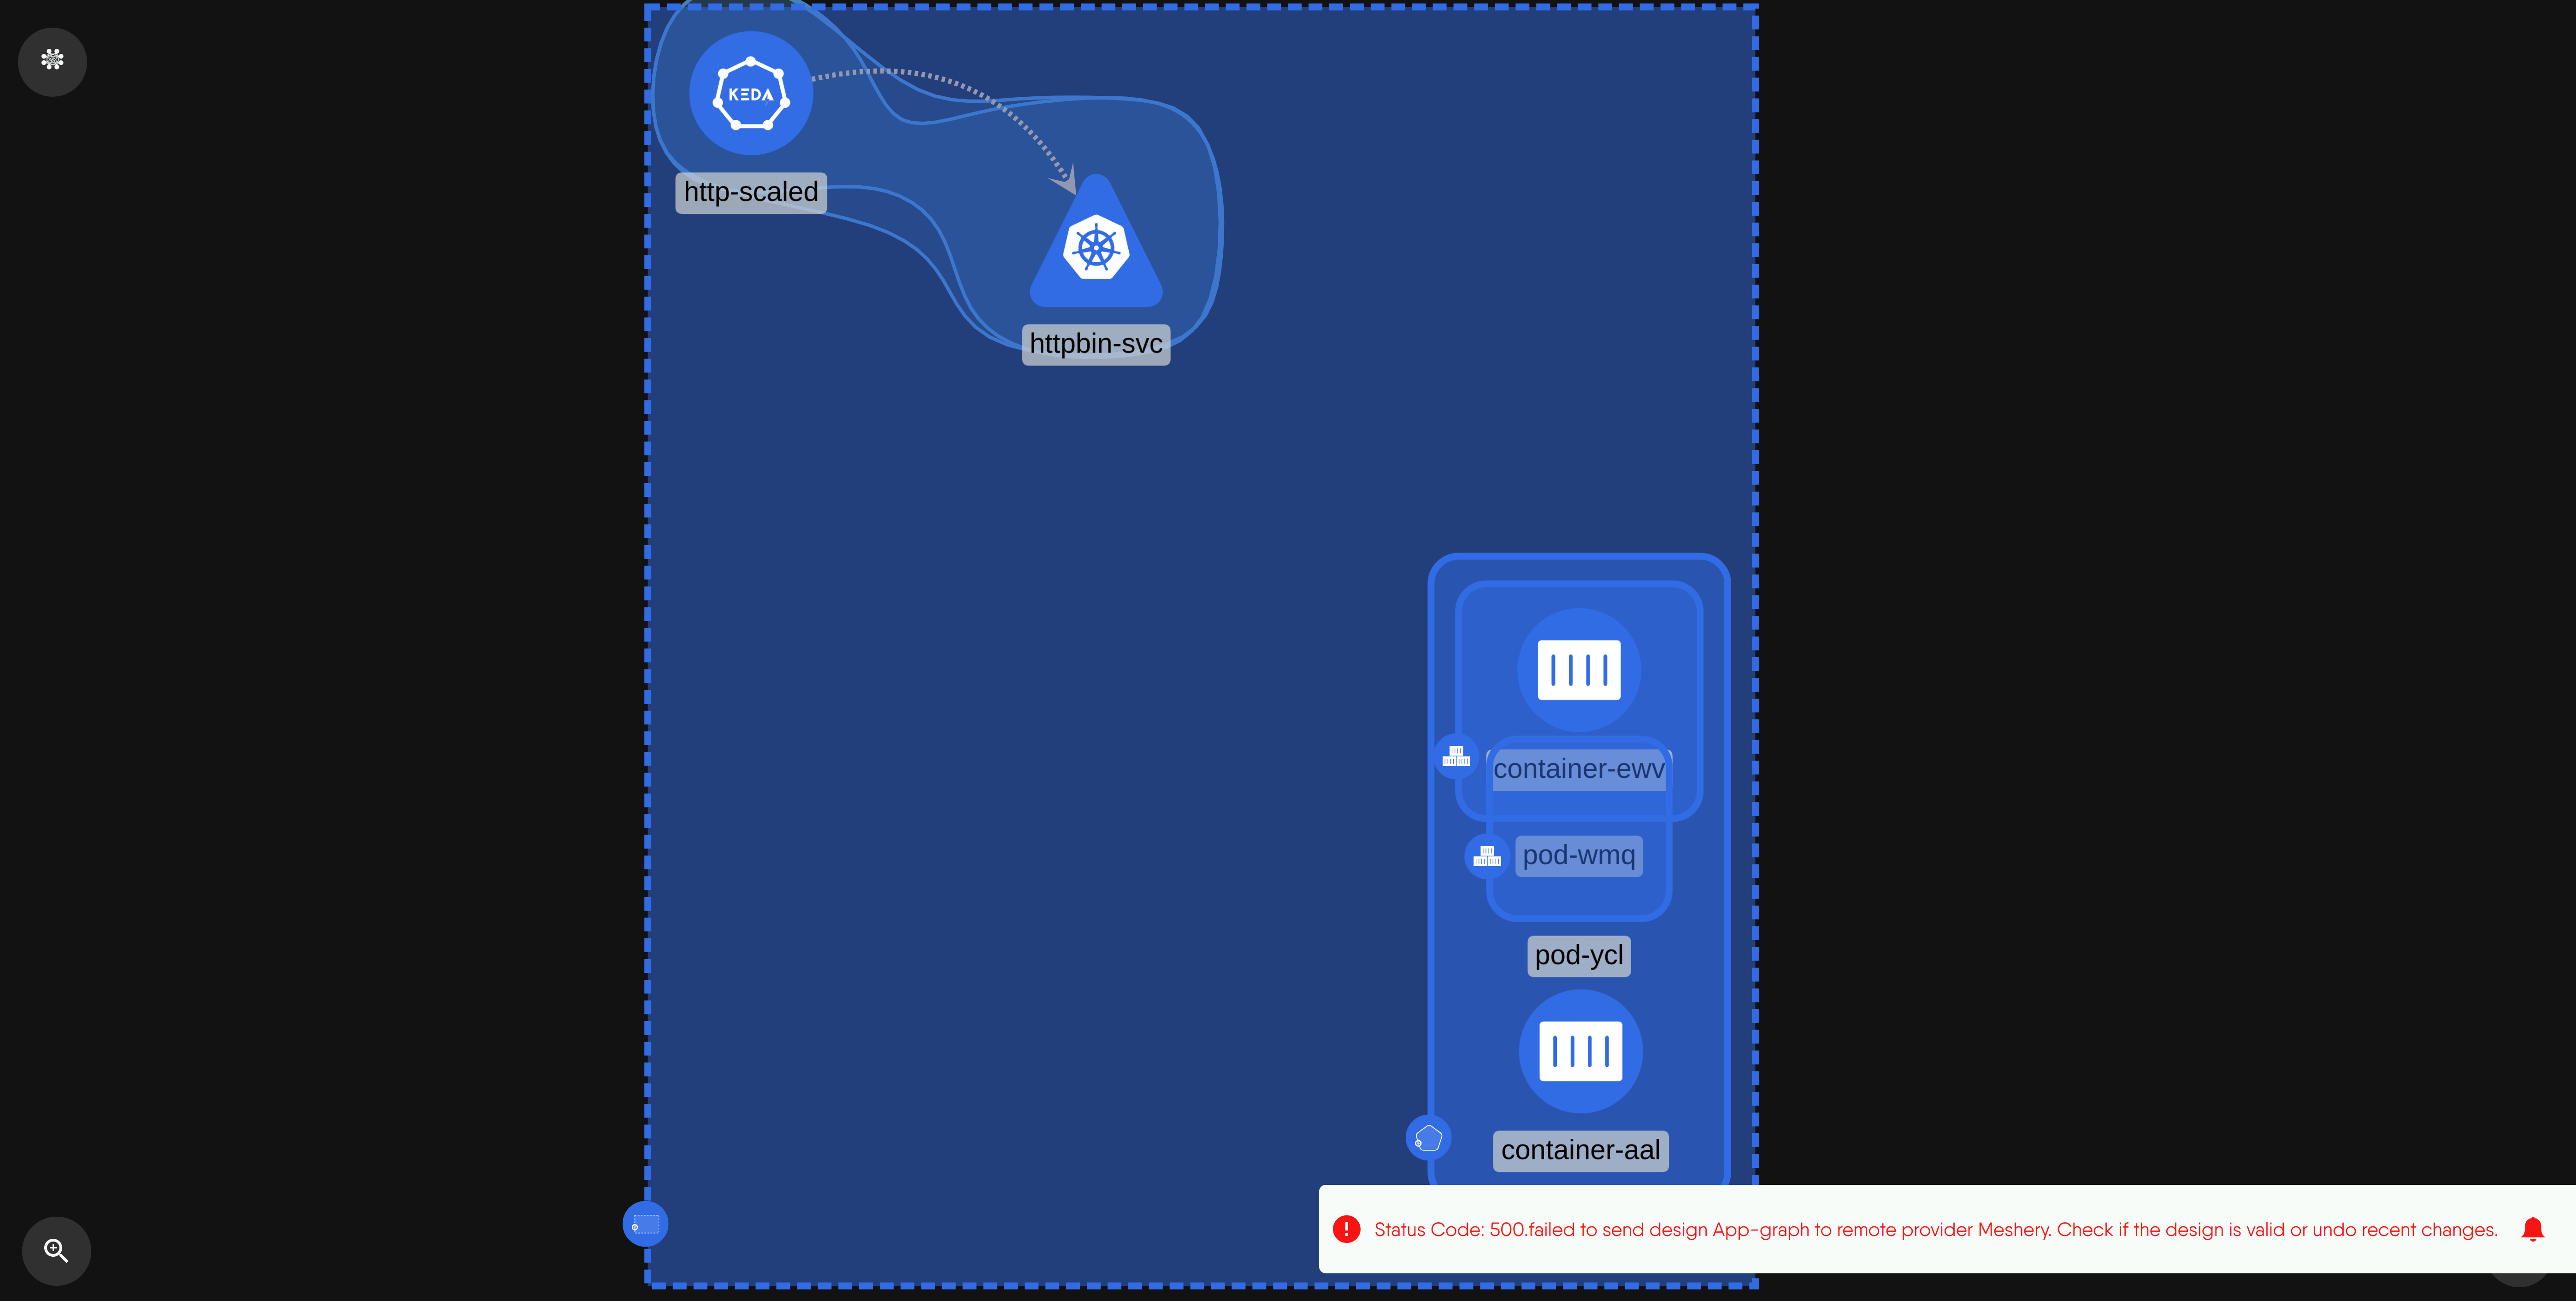 KEDA
http-scaled
httpbin-svc
container-ewv
pod-wmq
pod-ycl
container-aal
Status Code: 500.failed to send design App-graph to remote provider Meshery. Check if the design is valid or undo recent changes.